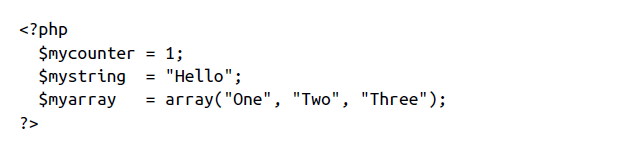 <?php
  $mycounter = 1;
  $mystring  = "Hello";
  $myarray   = array("One", "Two", "Three");
?>